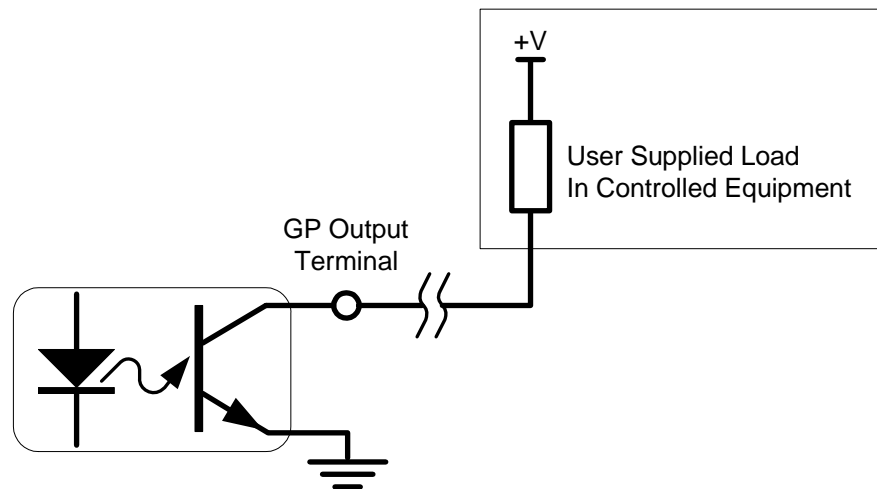 +V
User Supplied Load
In Controlled Equipment
GP Output
Terminal